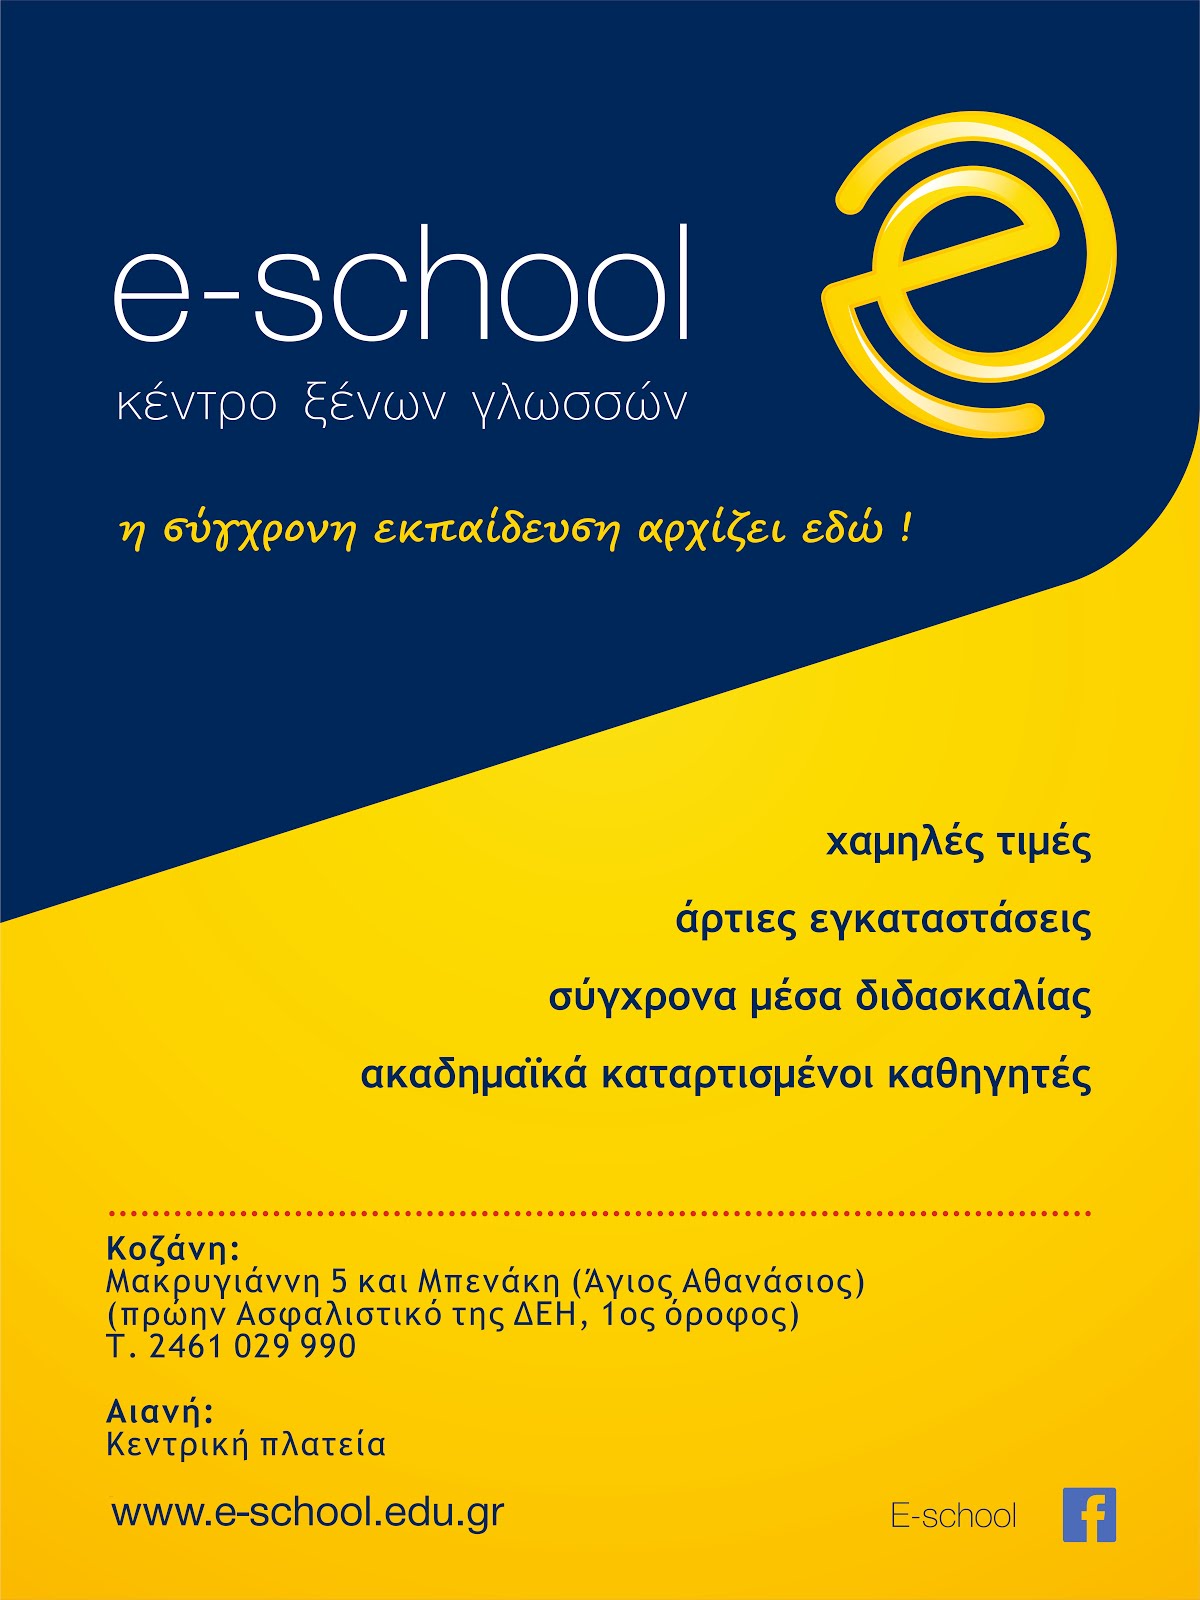 e-school
κέντρο ξένων γλωσσών
η σύγχρονη εκπαίδευση αρχίζει εδώ !
χαμηλές τιμές
άρτιες εγκαταστάσεις
σύγχρονα μέσα διδασκαλίας
ακαδημαϊκά καταρτισμένοι καθηγητές
Κοζάνη:
Μακρυγιάννη 5 και Μπενάκη (Άγιος Αθανάσιος)
(πρώην Ασφαλιστικό της ΔΕΗ, 1ος όροφος)
Τ. 2461 029 990
Αιανή:
Κεντρική πλατεία
www.e-school.edu.gr
E-school